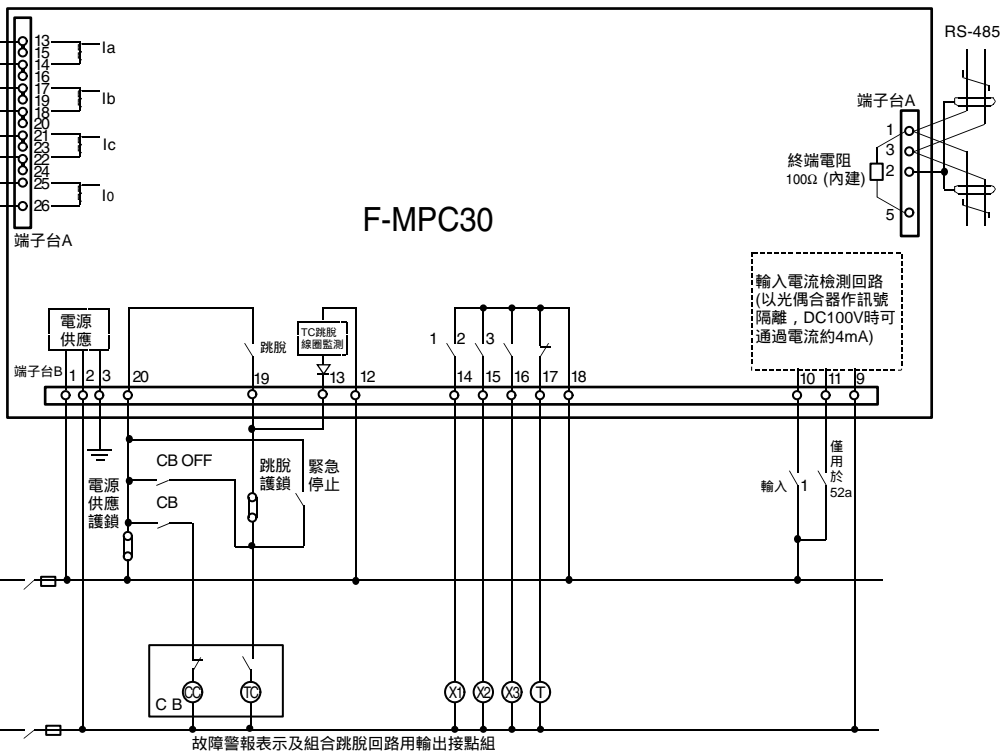 13
15
14
16
17
19
18
20
21
23
22
24
25
26
Ia
Ib
Ic
I0
端子台A
F-MPC30
RS-485
端子台A
1
3
2
5
終端電阻
100Ω (內建)
輸入電流檢測回路
(以光偶合器作訊號
隔離，DC100V時可
通過電流約4mA)
電源
供應
跳脫
TC跳脫
線圈監測
1 2 3
端子台B 1 2 3 20 19 13 12 14 15 16 17 18 10 11 9
CB OFF
CB
電源
供應
護鎖
跳脫
護鎖
緊急
停止
輸入 1
僅
用
於
52a
CC
TC
C B
X1 X2 X3 T
故障警報表示及組合跳脫回路用輸出接點組